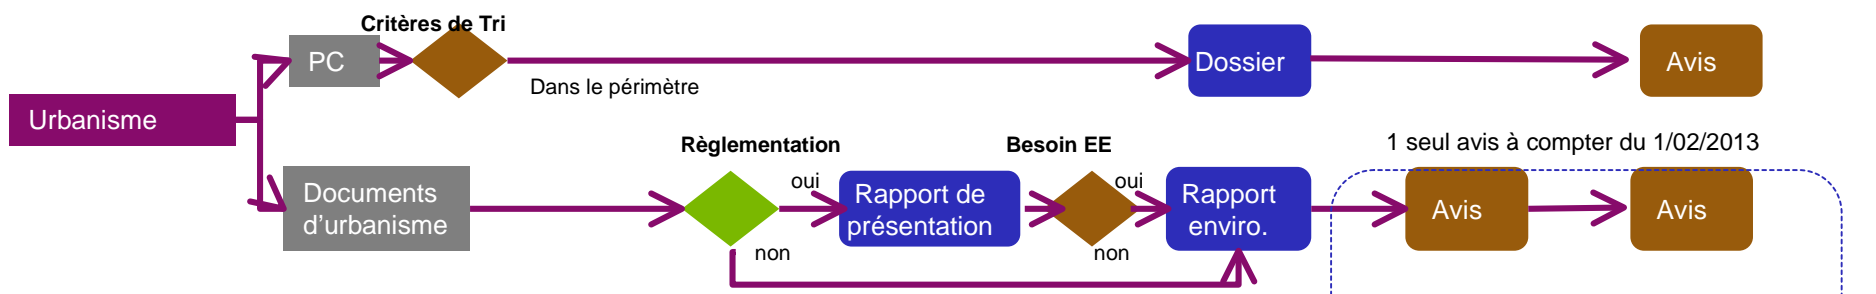 Critères de Tri
PC
Dossier
Avis
Dans le périmètre
Urbanisme
1 seul avis à compter du 1/02/2013
Règlementation
Besoin EE
Documents
d'urbanisme
oui
Rapport de
présentation
oui
Rapport
enviro.
Avis
Avis
non
non